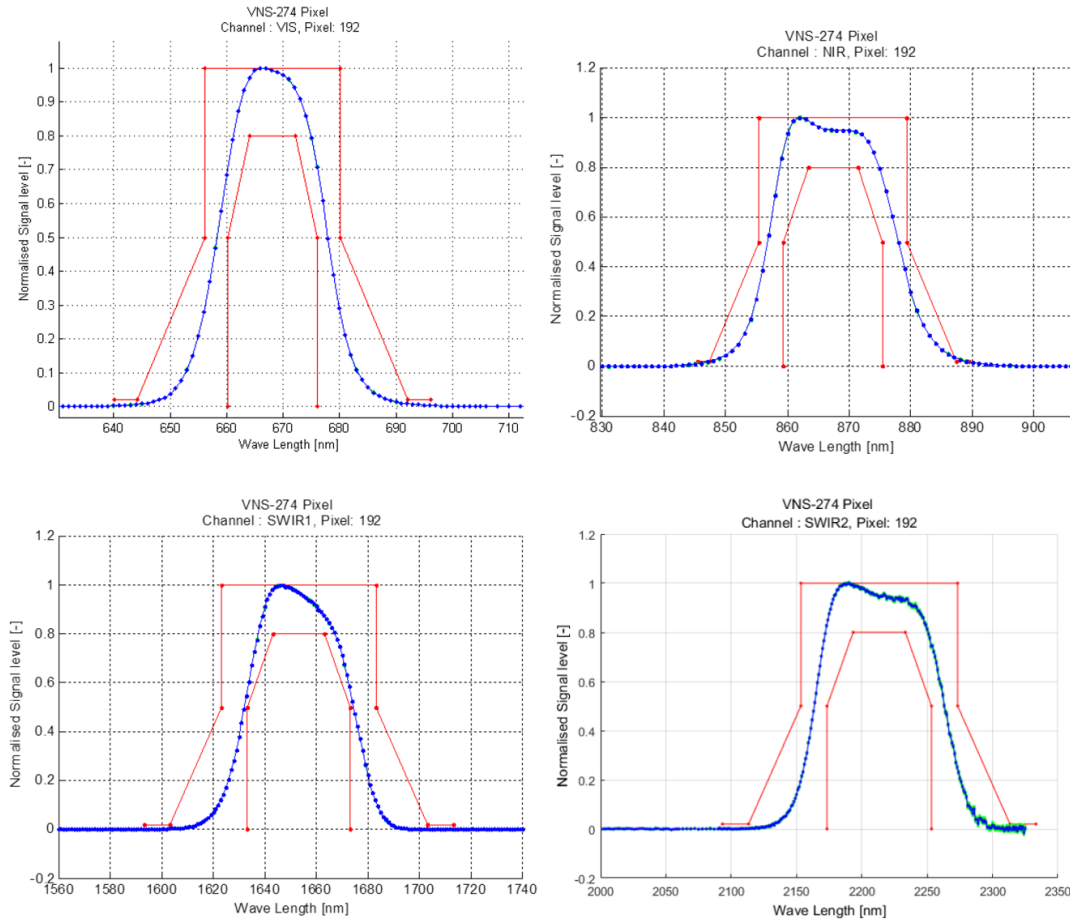 VNS-274 Pixel
Channel : VIS, Pixel: 192
Normalised Signal level [-]
1
0.9
0.8
0.7
0.6
0.5
0.4
0.3
0.2
0.1
0
640 650 660 670 680 690 700 710
Wave Length [nm]
VNS-274 Pixel
Channel : NIR, Pixel: 192
Normalised Signal level [-]
1.2
1
0.8
0.6
0.4
0.2
0
-0.2
830 840 850 860 870 880 890 900
Wave Length [nm]
VNS-274 Pixel
Channel : SWIR1, Pixel: 192
Normalised Signal level [-]
1.2
1
0.8
0.6
0.4
0.2
0
-0.2
1560 1580 1600 1620 1640 1660 1680 1700 1720 1740
Wave Length [nm]
VNS-274 Pixel
Channel : SWIR2, Pixel: 192
Normalised Signal level [-]
1.2
1
0.8
0.6
0.4
0.2
0
-0.2
2000 2050 2100 2150 2200 2250 2300 2350
Wave Length [nm]